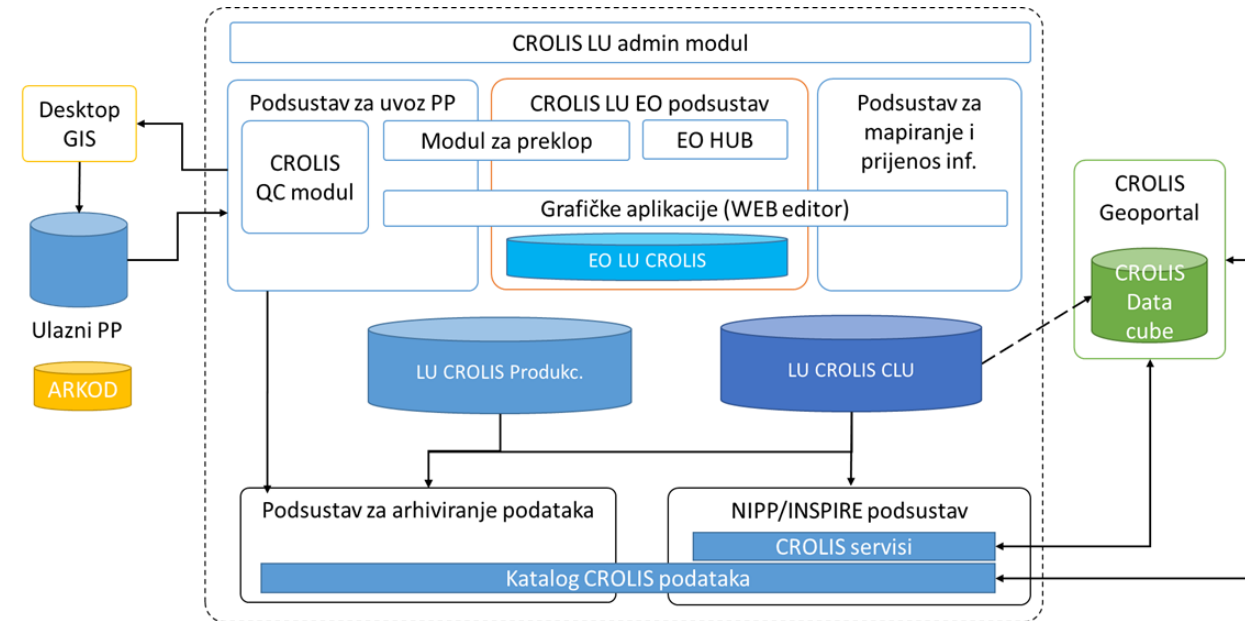 CROLIS LU admin modul
Desktop
GIS
Ulazni PP
ARKOD
Podsustav za uvoz PP
CROLIS
QC modul
CROLIS LU EO podsustav
Modul za preklop
EO HUB
Podsustav za
mapiranje i
prijenos inf.
Grafičke aplikacije (WEB editor)
EO LU CROLIS
LU CROLIS Produkc.
LU CROLIS CLU
CROLIS
Geoportal
CROLIS
Data
cube
Podsustav za arhiviranje podataka
NIPP/INSPIRE podsustav
CROLIS servisi
Katalog CROLIS podataka